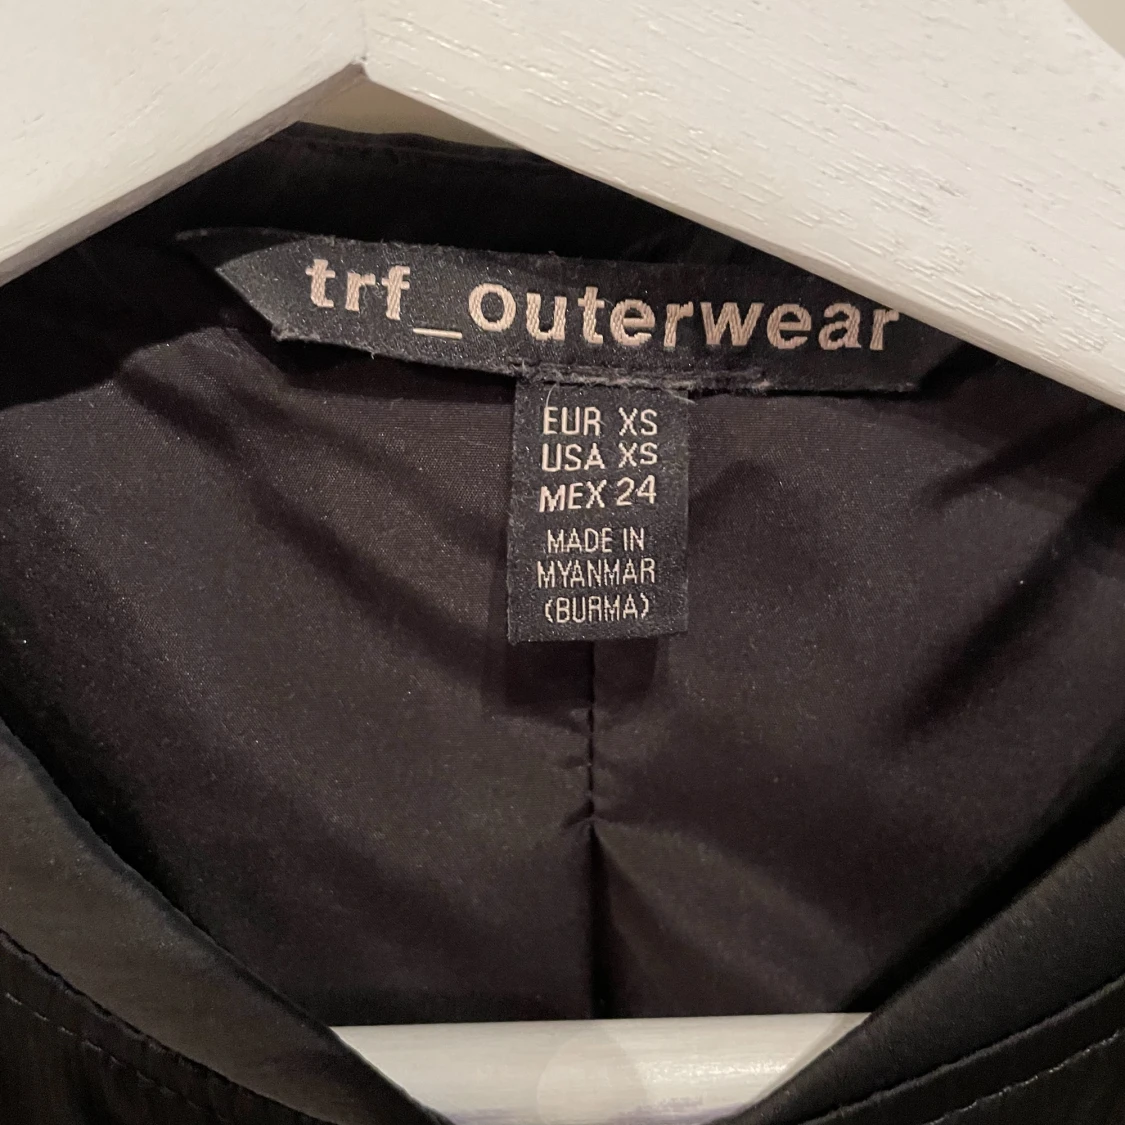 trf_outerwear
EUR XS
USA XS
MEX 24
MADE IN
MYANMAR
(BURMA)